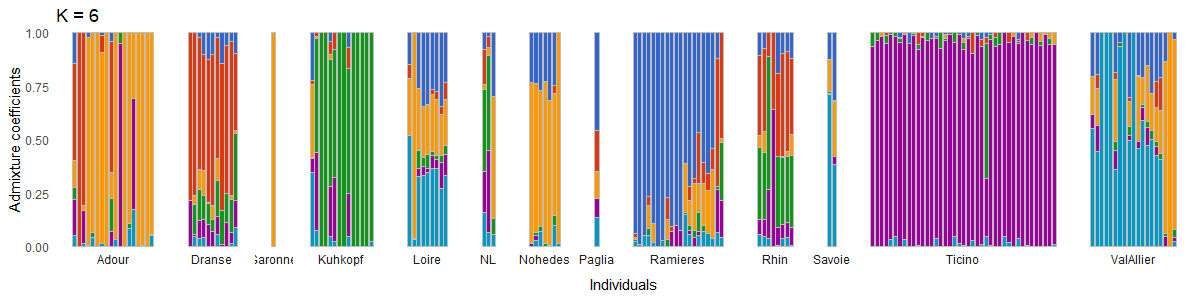 K = 6
Admixture coefficients
1.00
0.75
0.50
0.25
0.00
Adour Dranse Garonne Kuhkopf Loire NL Nohedes Paglia Ramieres Rhin Savoie Ticino ValAllier
Individuals